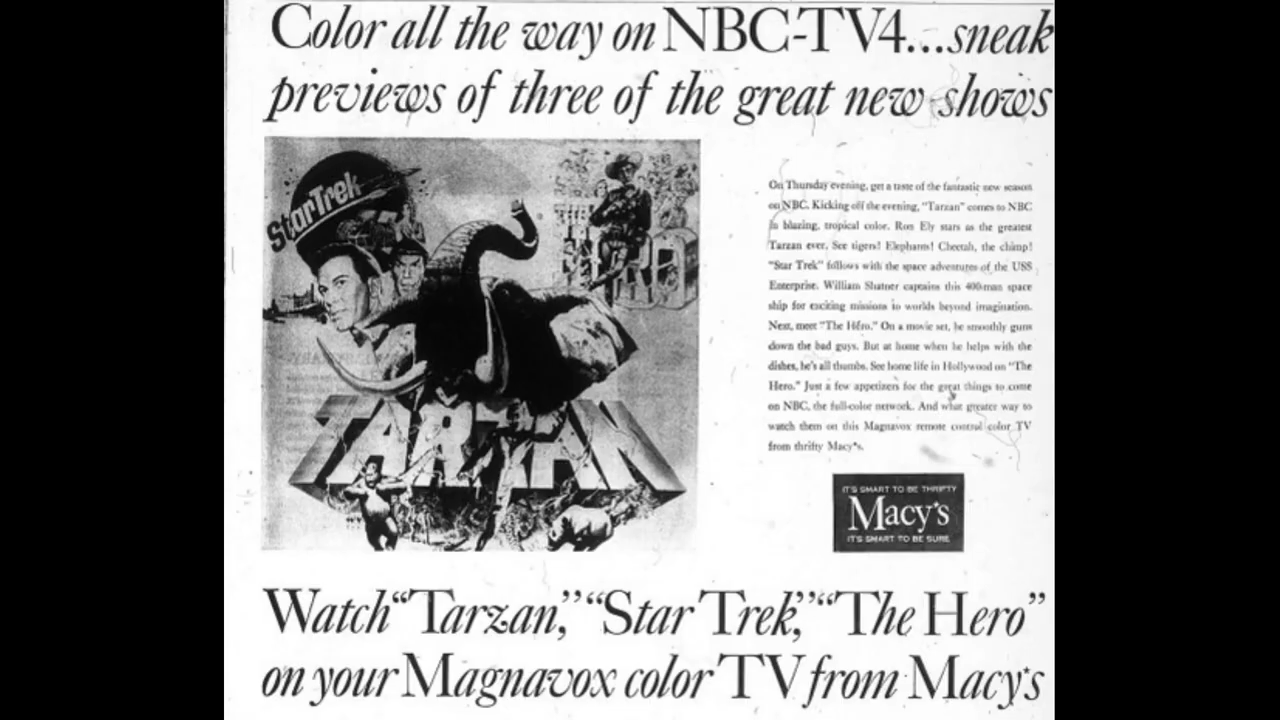 Color all the way on NBC-TV4...sneak
previews of three of the great new shows
Star Trek
HERO
TARZAN
On Thursday evening, get a taste of the fantastic new season
on NBC. Kicking off the evening, "Tarzan" comes to NBC
in blazing, tropical color. Ron Ely stars as the greatest
Tarzan ever. See tigers! Elephants! Cheetah, the chimp!
"Star Trek" follows with the space adventures of the USS
Enterprise. William Shatner captains this 400-man space
ship for exciting missions to worlds beyond imagination.
Next, meet "The Hero." On a movie set, he smoothly guns
down the bad guys. But at home when he helps with the
dishes, he's all thumbs. See home life in Hollywood on "The
Hero." Just a few appetizers for the great things to come
on NBC, the full-color network. And what greater way to
watch them on this Magnavox remote control color TV
from thrifty Macy*s.
IT'S SMART TO BE THRIFTY
Macy*s
IT'S SMART TO BE SURE
Watch "Tarzan," "Star Trek," "The Hero"
on your Magnavox color TV from Macy*s